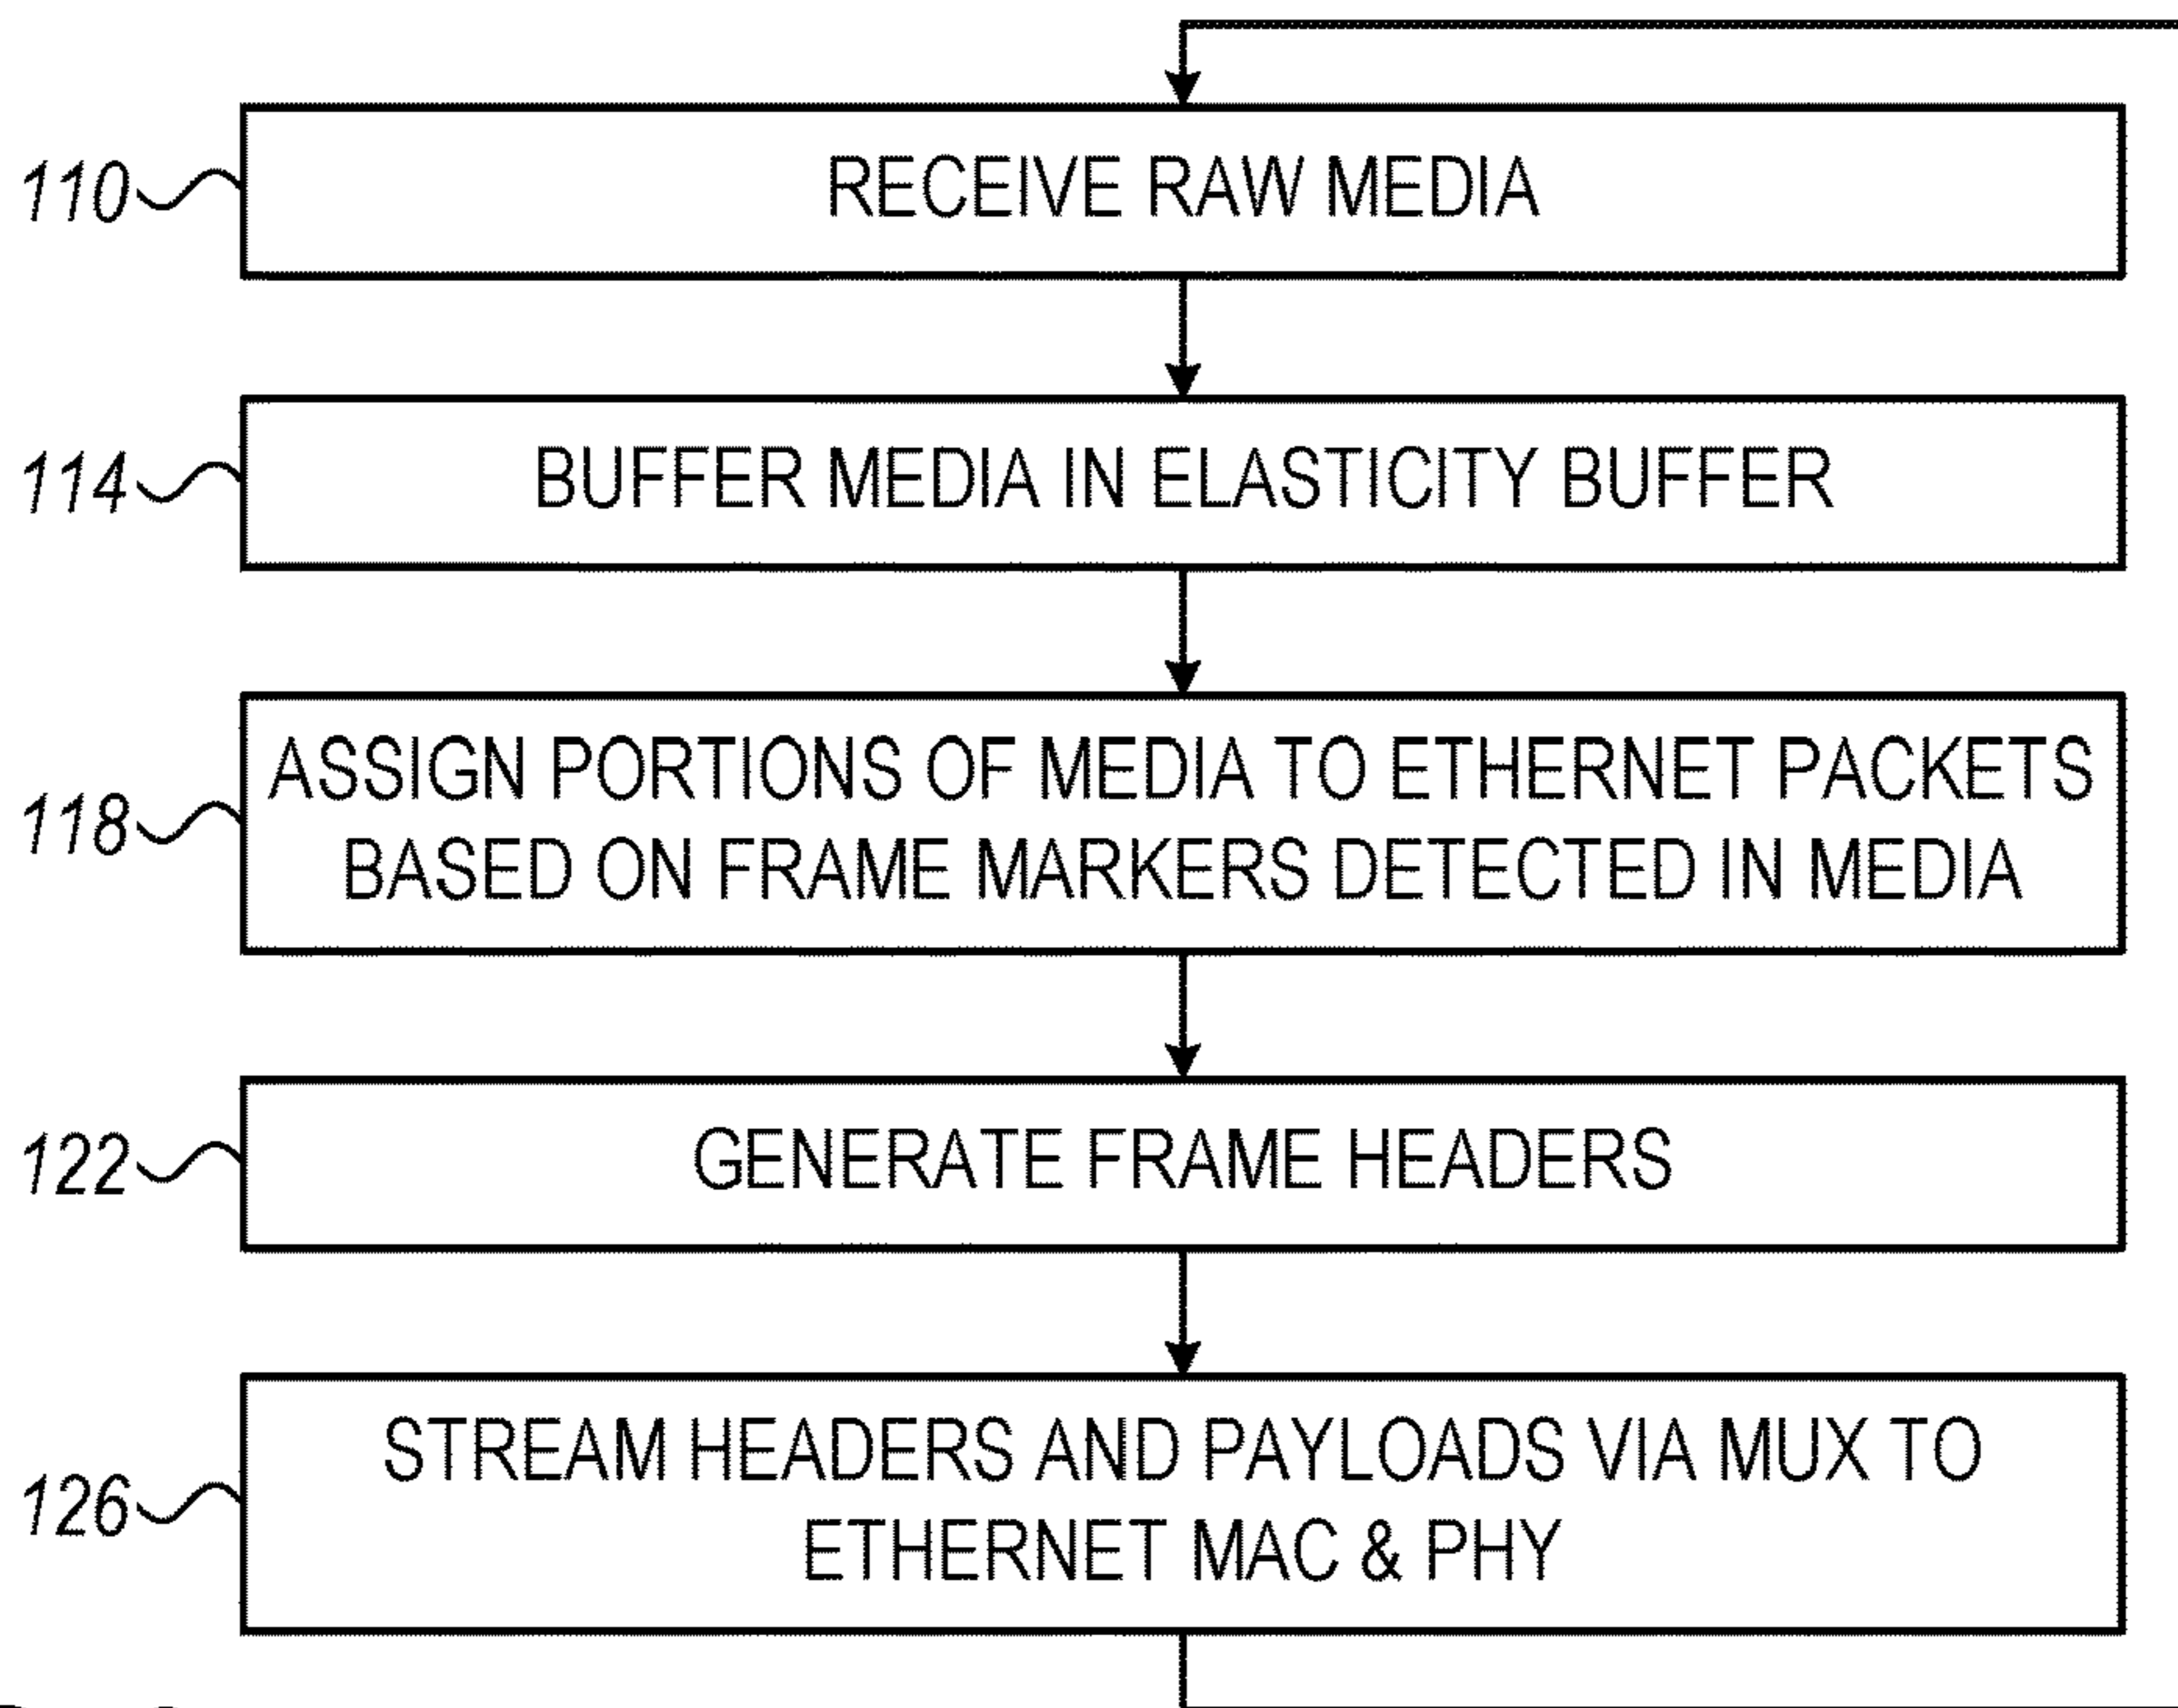 110
RECEIVE RAW MEDIA
114
BUFFER MEDIA IN ELASTICITY BUFFER
118
ASSIGN PORTIONS OF MEDIA TO ETHERNET PACKETS
BASED ON FRAME MARKERS DETECTED IN MEDIA
122
GENERATE FRAME HEADERS
126
STREAM HEADERS AND PAYLOADS VIA MUX TO
ETHERNET MAC & PHY